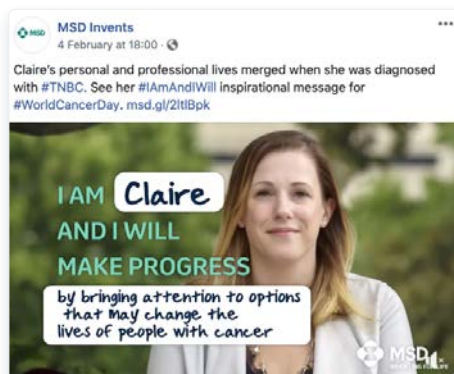 MSD
MSD Invents
4 February at 18:00 ·
Claire's personal and professional lives merged when she was diagnosed
with #TNBC. See her #IAmAndIWill inspirational message for
#WorldCancerDay. msd.gl/2ltIBpk
I AM Claire
AND I WILL
MAKE PROGRESS
by bringing attention to options
that may change the
lives of people with cancer
MSD